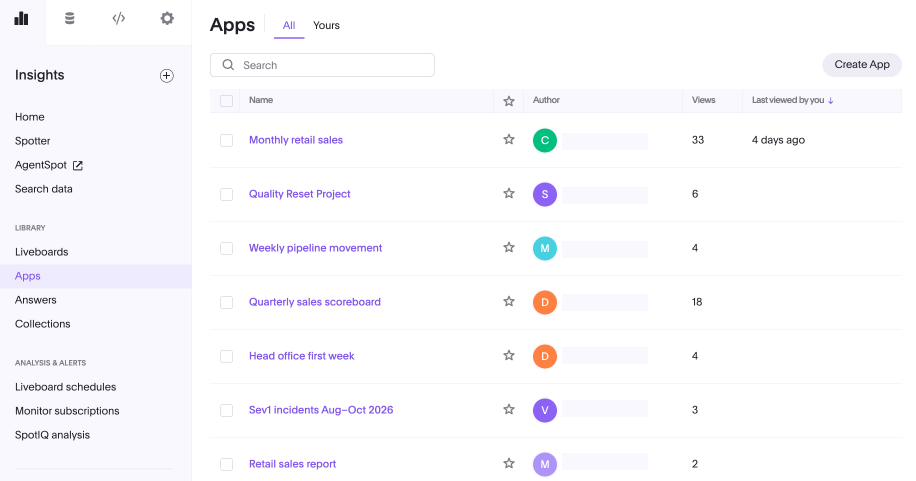 Apps
All
Yours
Insights
Search
Create App
Name
Author
Views
Last viewed by you ↓
Home
Spotter
AgentSpot
Search data
LIBRARY
Liveboards
Apps
Answers
Collections
ANALYSIS & ALERTS
Liveboard schedules
Monitor subscriptions
SpotIQ analysis
Monthly retail sales
C
33
4 days ago
Quality Reset Project
S
6
Weekly pipeline movement
M
4
Quarterly sales scoreboard
D
18
Head office first week
D
4
Sev1 incidents Aug–Oct 2026
V
3
Retail sales report
M
2